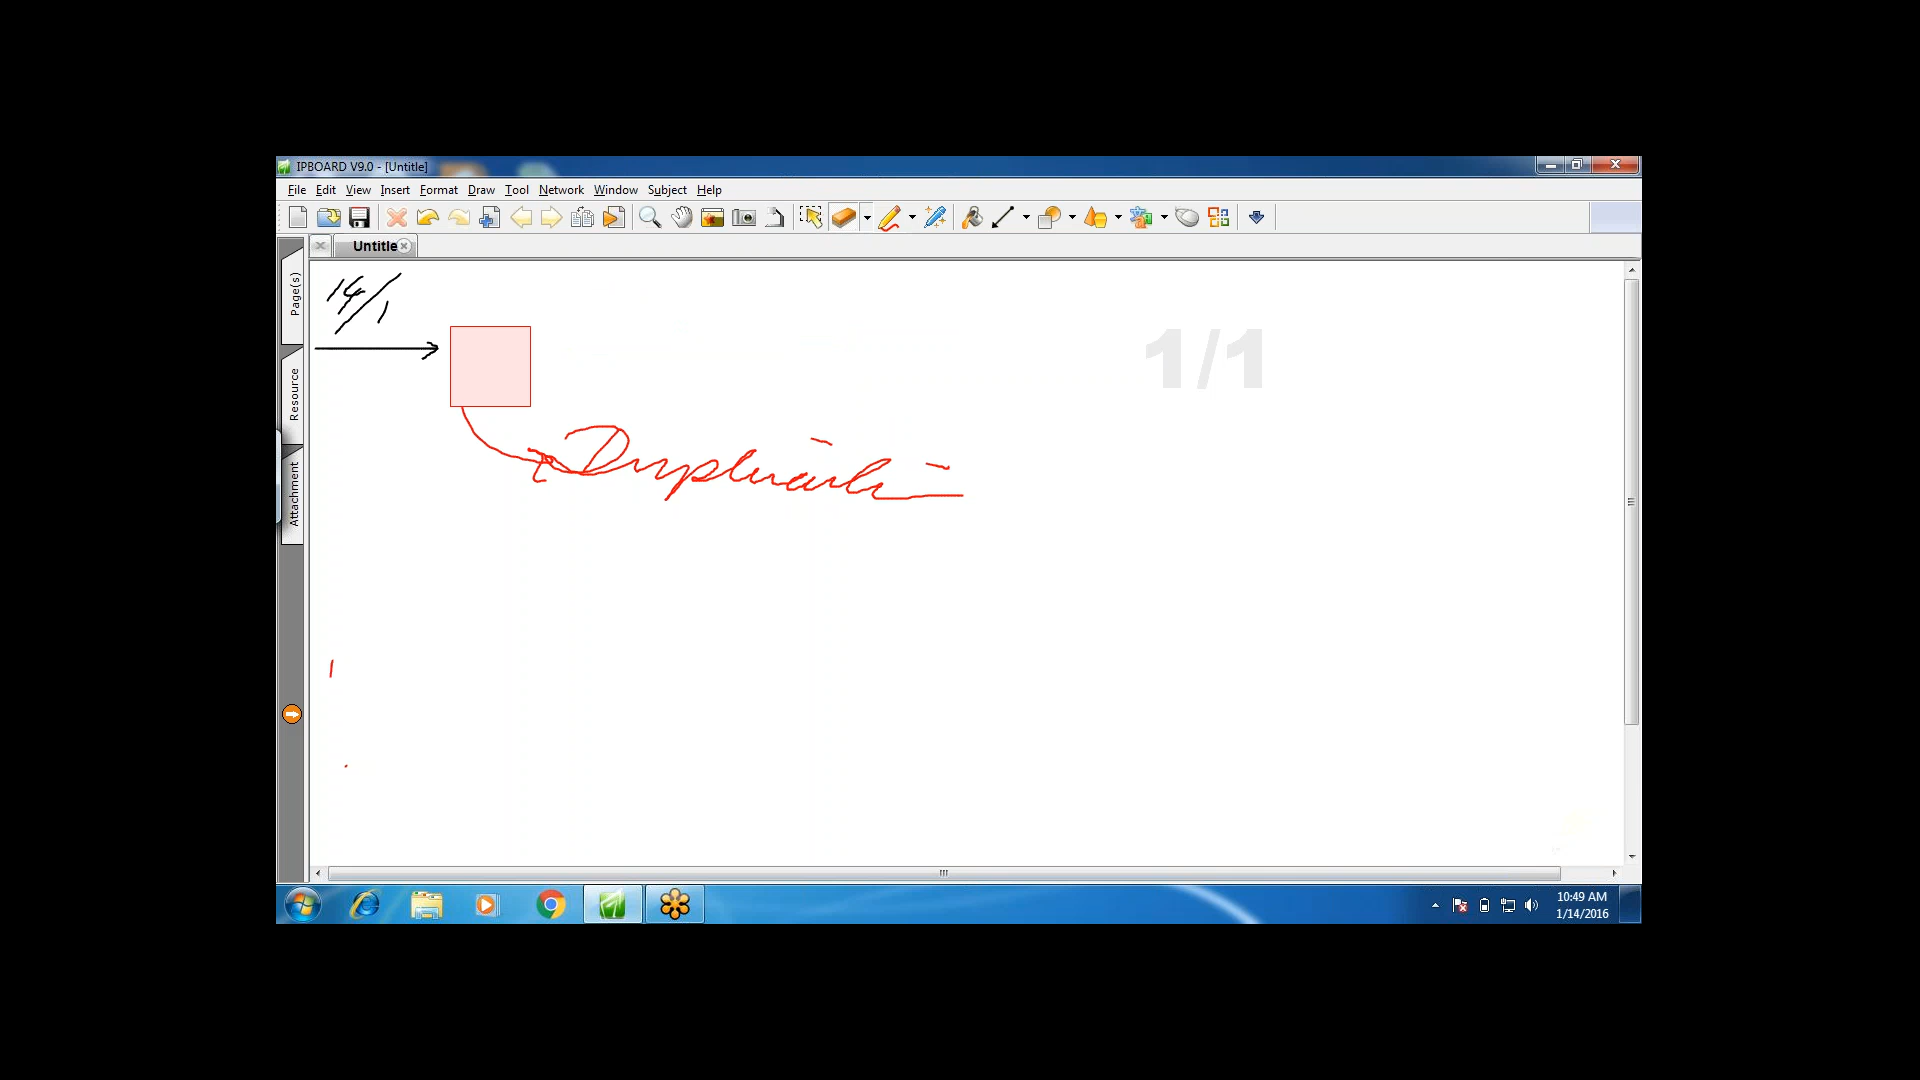 IPBOARD V9.0 - [Untitle]
File Edit View Insert Format Draw Tool Network Window Subject Help
Untitle
Page(s)
Resource
Attachment
14/1
1/1
10:49 AM
1/14/2016